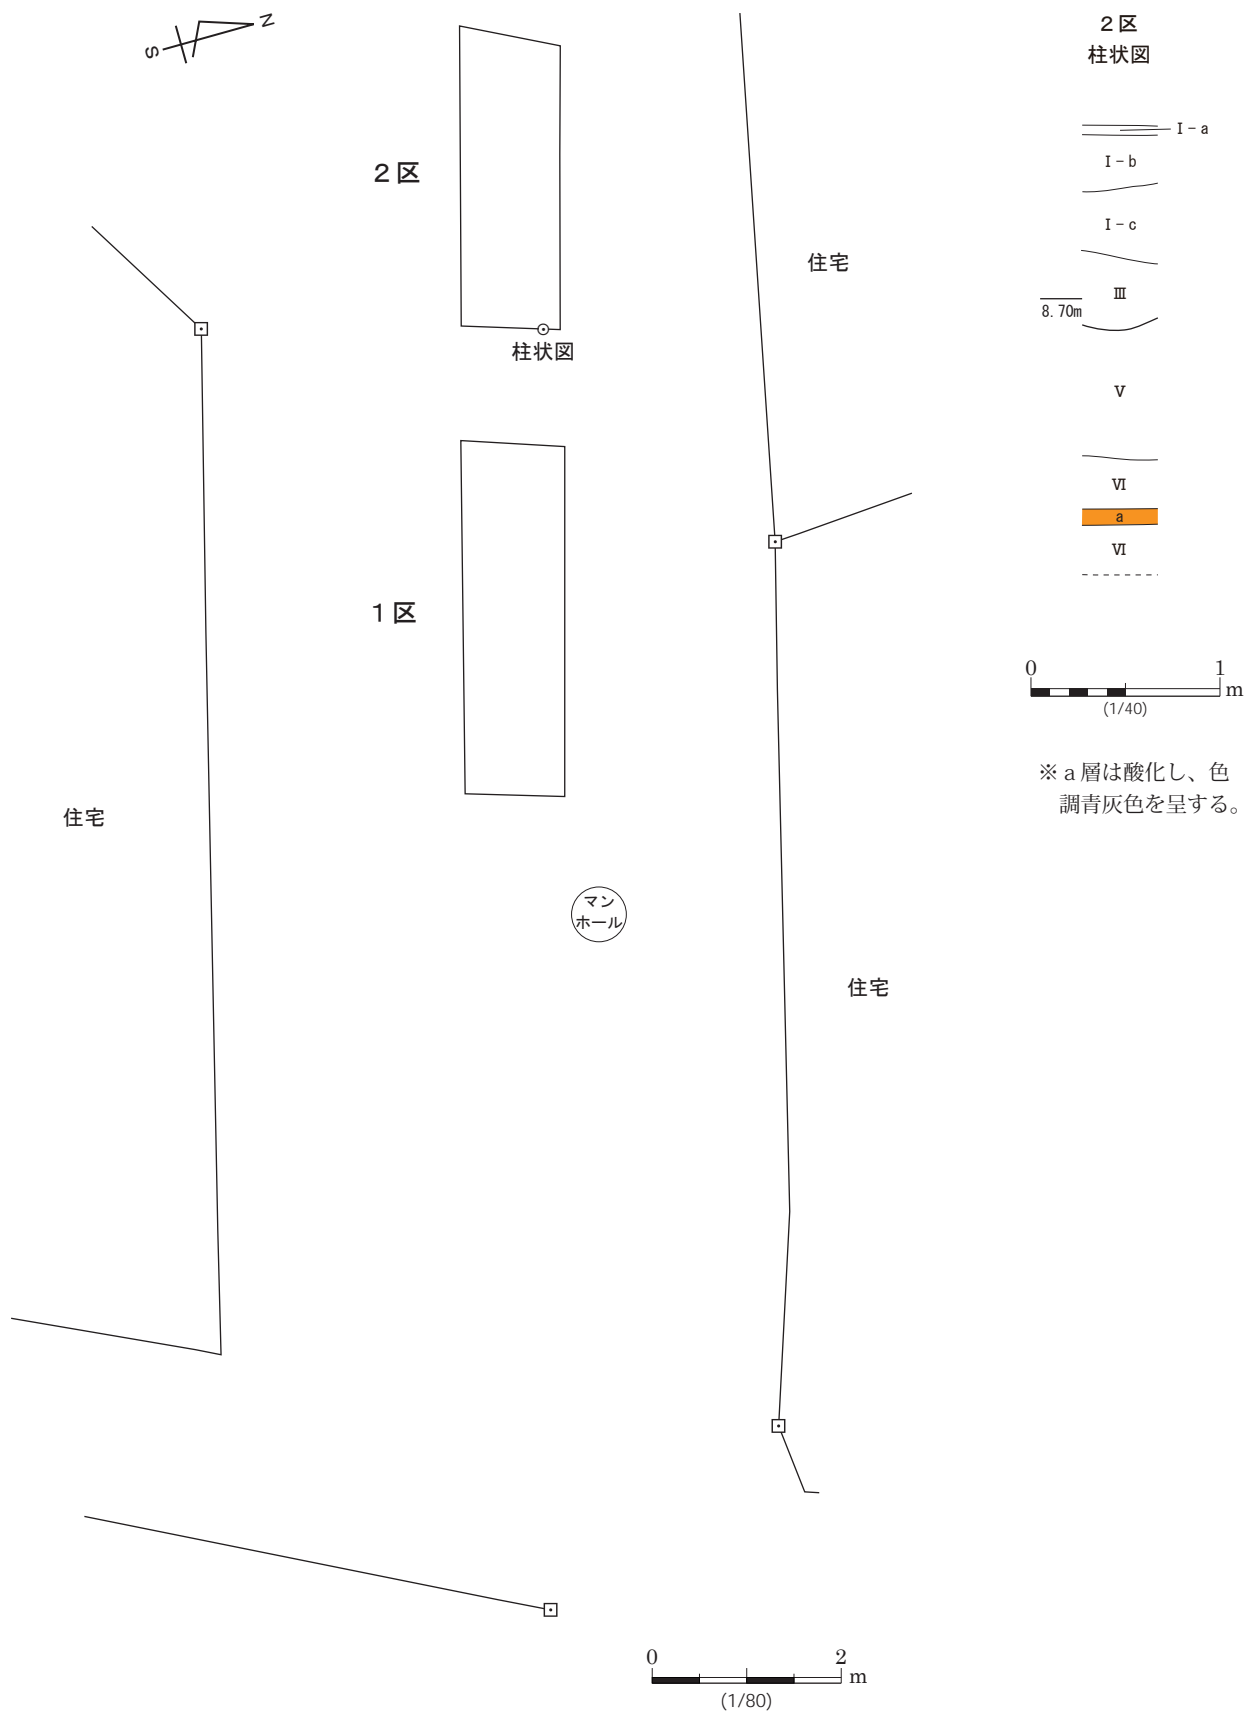 N
S
2区
柱状図
住宅
1区
住宅
マン
ホール
住宅
0 2
m
(1/80)
2区
柱状図
Ⅰ-a
Ⅰ-b
Ⅰ-c
Ⅲ
8.70m
Ⅴ
Ⅵ
a
Ⅵ
0 1
m
(1/40)
※a層は酸化し、色
調青灰色を呈する。